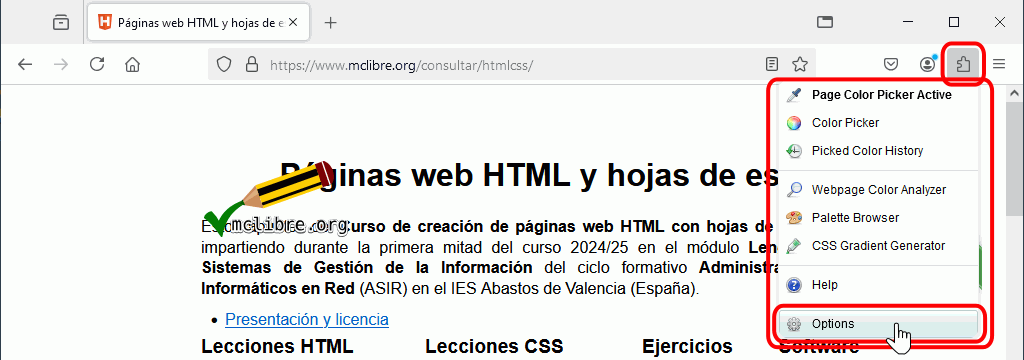 Páginas web HTML y hojas de e
https://www.mclibre.org/consultar/htmlcss/
Page Color Picker Active
Color Picker
Picked Color History
Webpage Color Analyzer
Palette Browser
CSS Gradient Generator
Help
Options
Páginas web HTML y hojas de es
mclibre.org
Es curso de creación de páginas web HTML con hojas de
impartiendo durante la primera mitad del curso 2024/25 en el módulo Len
Sistemas de Gestión de la Información del ciclo formativo Administra
Informáticos en Red (ASIR) en el IES Abastos de Valencia (España).
• Presentación y licencia
Lecciones HTML Lecciones CSS Ejercicios Software